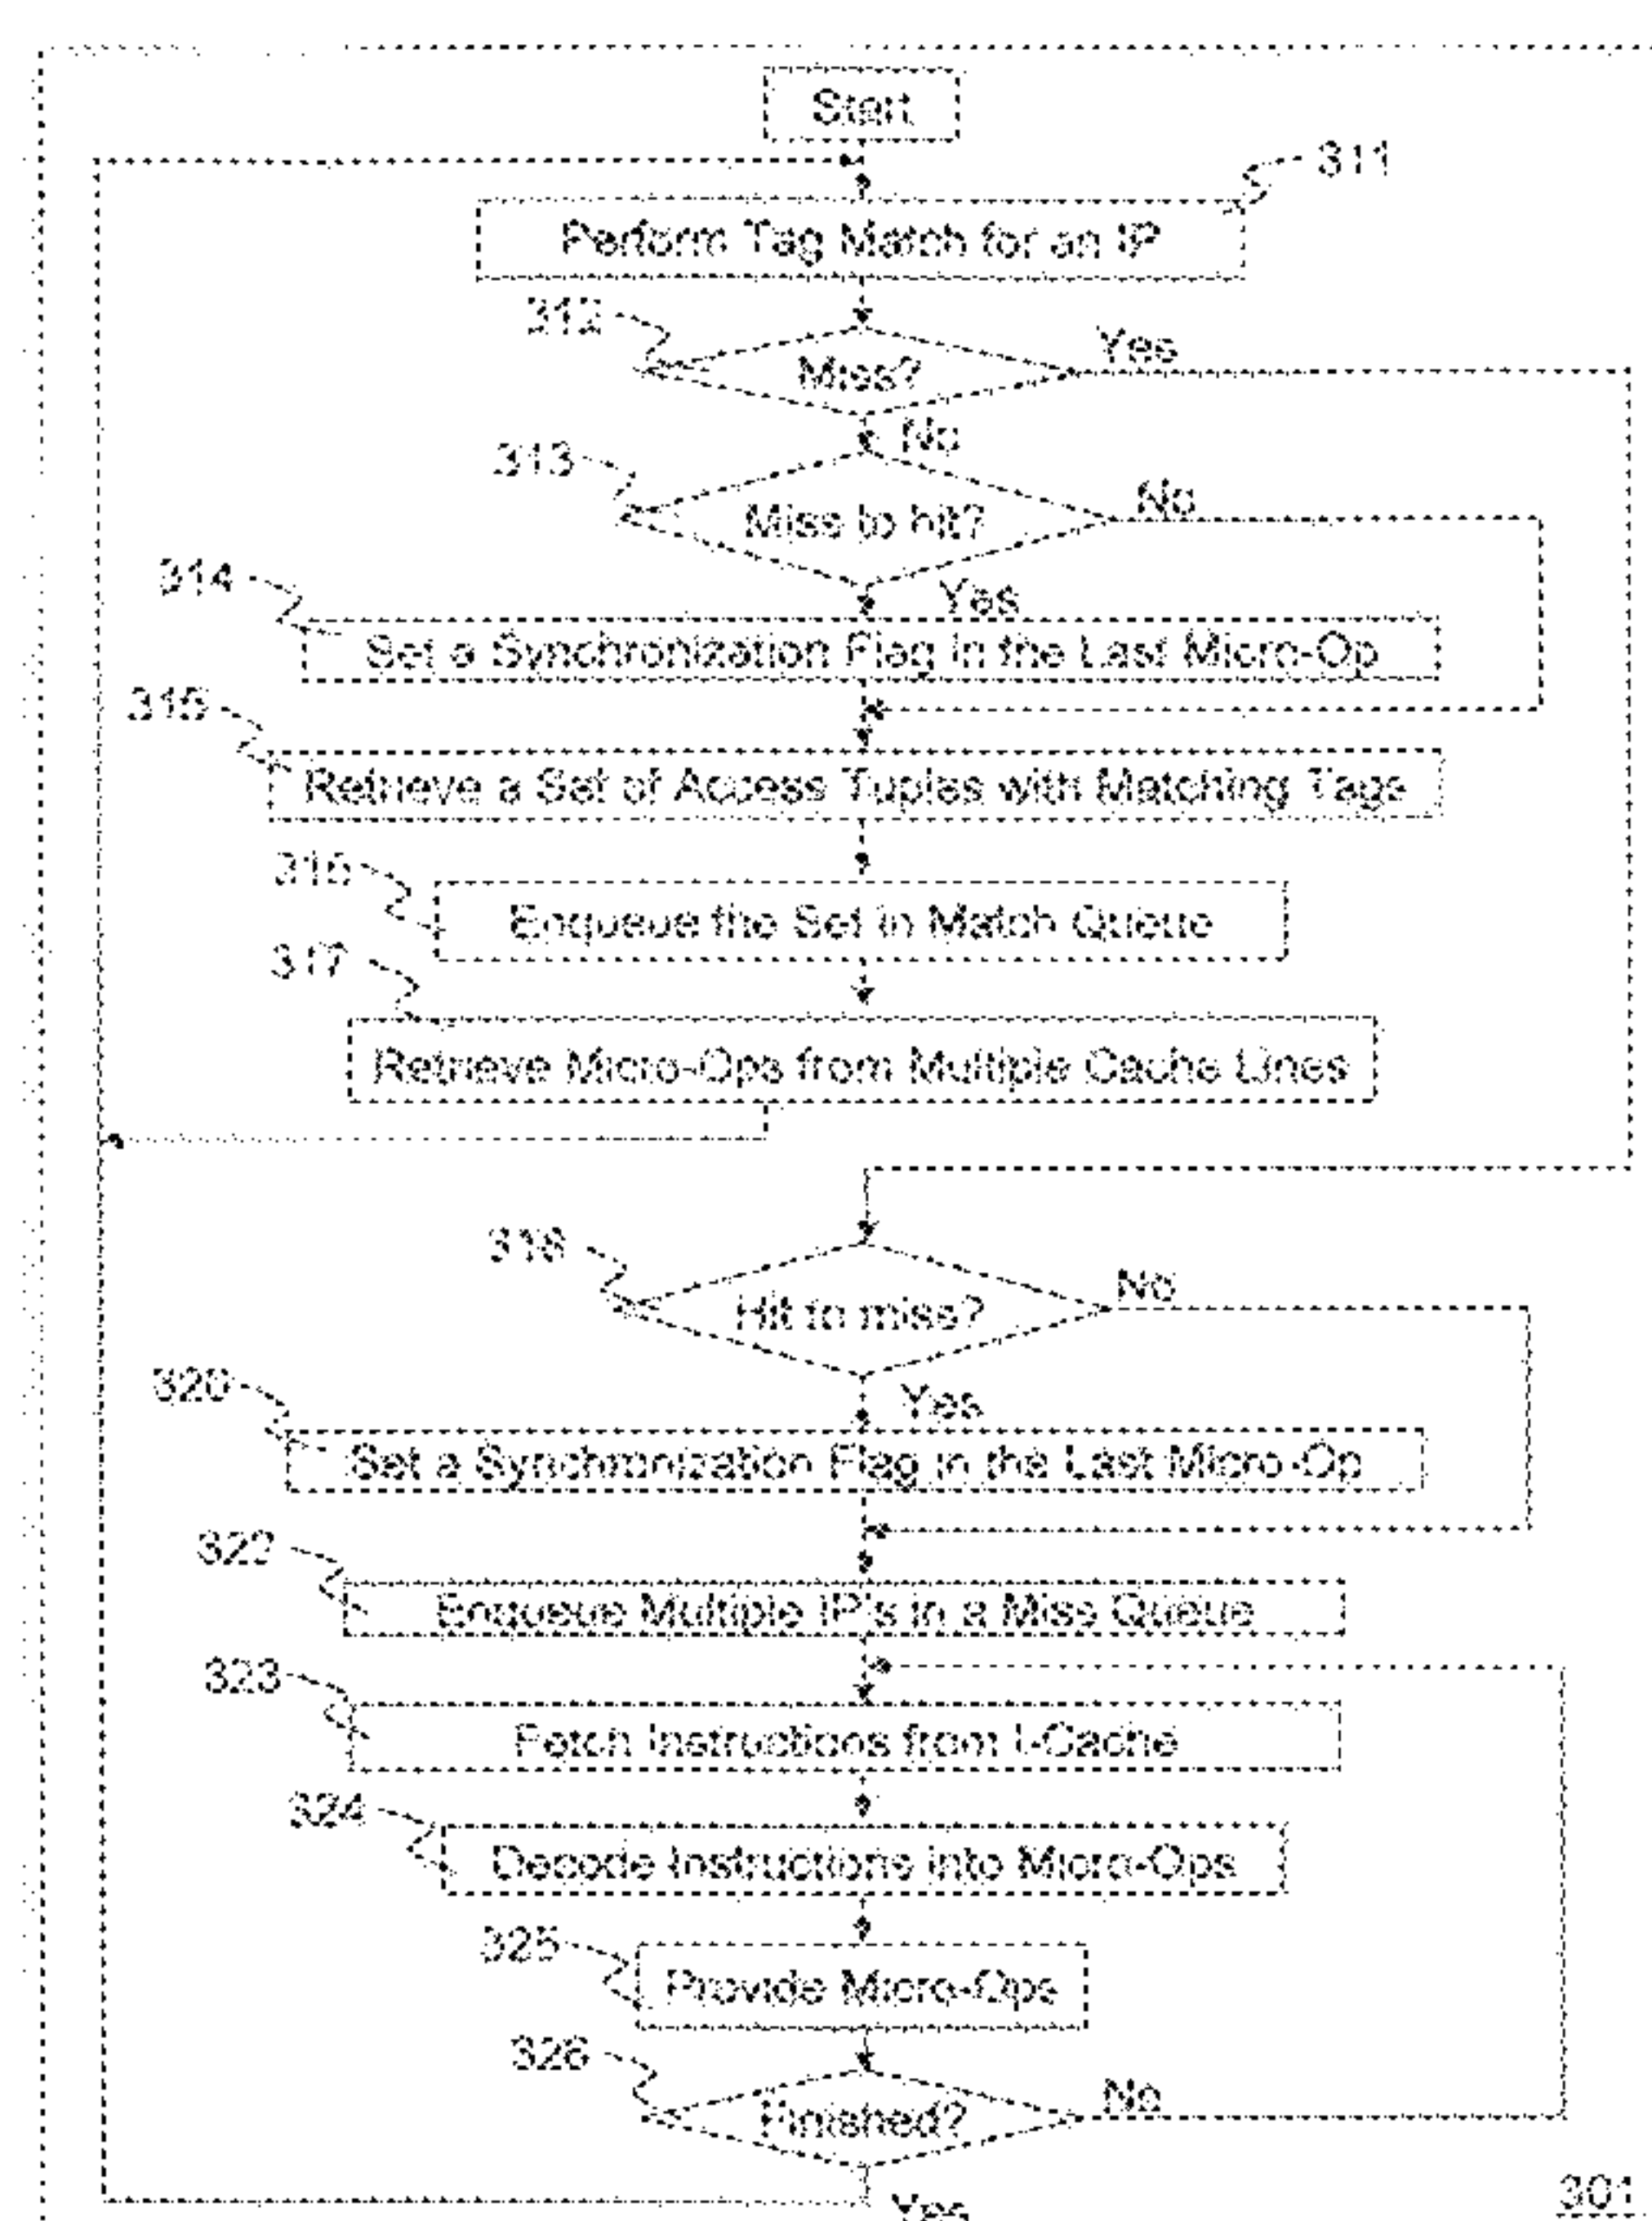 Start
311
Perform Tag Match for an IP
312
Miss?
Yes
No
313
Miss to hit?
No
314
Yes
Set a Synchronization Flag in the Last Micro-Op
315
Retrieve a Set of Access Tuples with Matching Tags
316
Enqueue the Set in Match Queue
317
Retrieve Micro-Ops from Multiple Cache Lines
318
Hit to miss?
No
320
Yes
Set a Synchronization Flag in the Last Micro-Op
322
Enqueue Multiple IP's in a Miss Queue
323
Fetch Instructions from I-Cache
324
Decode Instructions into Micro-Ops
325
Provide Micro-Ops
326
Finished?
No
Yes
301